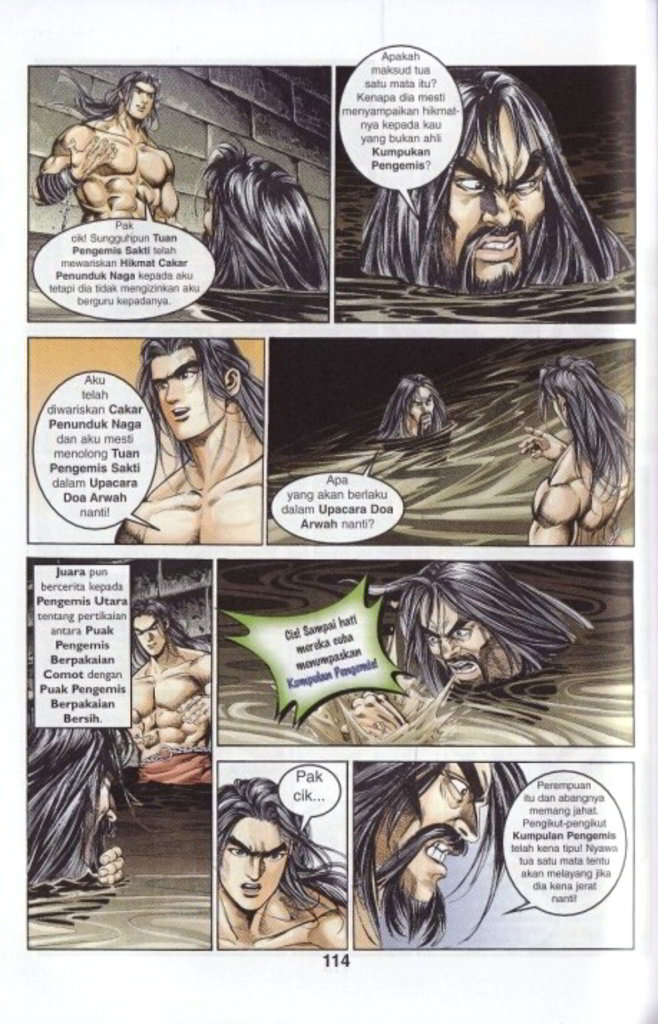 Pak
cik! Sungguhpun Tuan
Pengemis Sakti telah
mewariskan Hikmat Cakar
Penunduk Naga kepada aku
tetapi dia tidak mengizinkan aku
berguru kepadanya.
Apakah
maksud tua
satu mata itu?
Kenapa dia mesti
menyampaikan hikmat-
nya kepada kau
yang bukan ahli
Kumpukan
Pengemis?
Aku
telah
diwariskan Cakar
Penunduk Naga
dan aku mesti
menolong Tuan
Pengemis Sakti
dalam Upacara
Doa Arwah
nanti!
Apa
yang akan berlaku
dalam Upacara Doa
Arwah nanti?
Juara pun
bercerita kepada
Pengemis Utara
tentang pertikaian
antara Puak
Pengemis
Berpakaian
Comot dengan
Puak Pengemis
Berpakaian
Bersih.
Cis! Sampai hati
mereka cuba
menumpaskan
Kumpulan Pengemis!
Pak
cik...
Perempuan
itu dan abangnya
memang jahat.
Pengikut-pengikut
Kumpulan Pengemis
telah kena tipu! Nyawa
tua satu mata tentu
akan melayang jika
dia kena jerat
nanti!
114